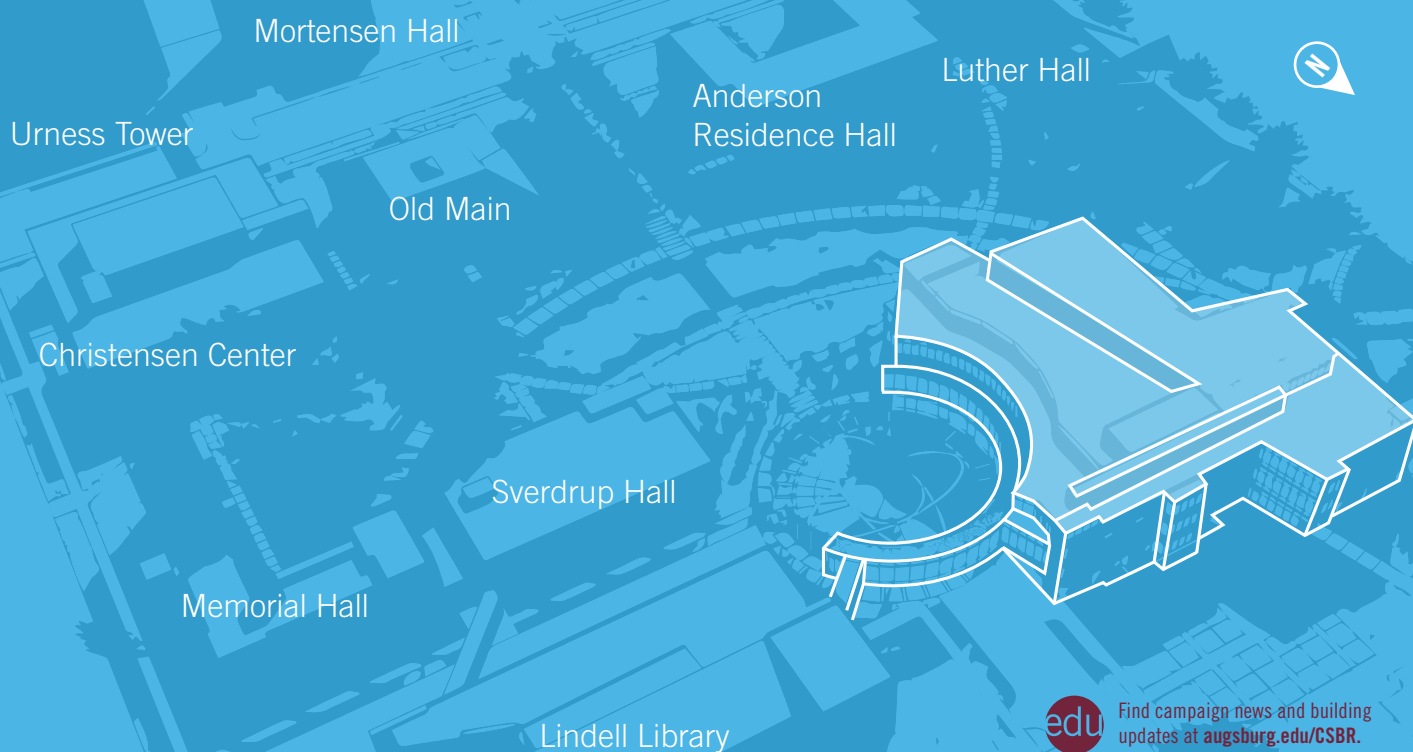 Mortensen Hall
Luther Hall
N
Anderson
Residence Hall
Urness Tower
Old Main
Christensen Center
Sverdrup Hall
Memorial Hall
Lindell Library
edu
Find campaign news and building
updates at augsburg.edu/CSBR.